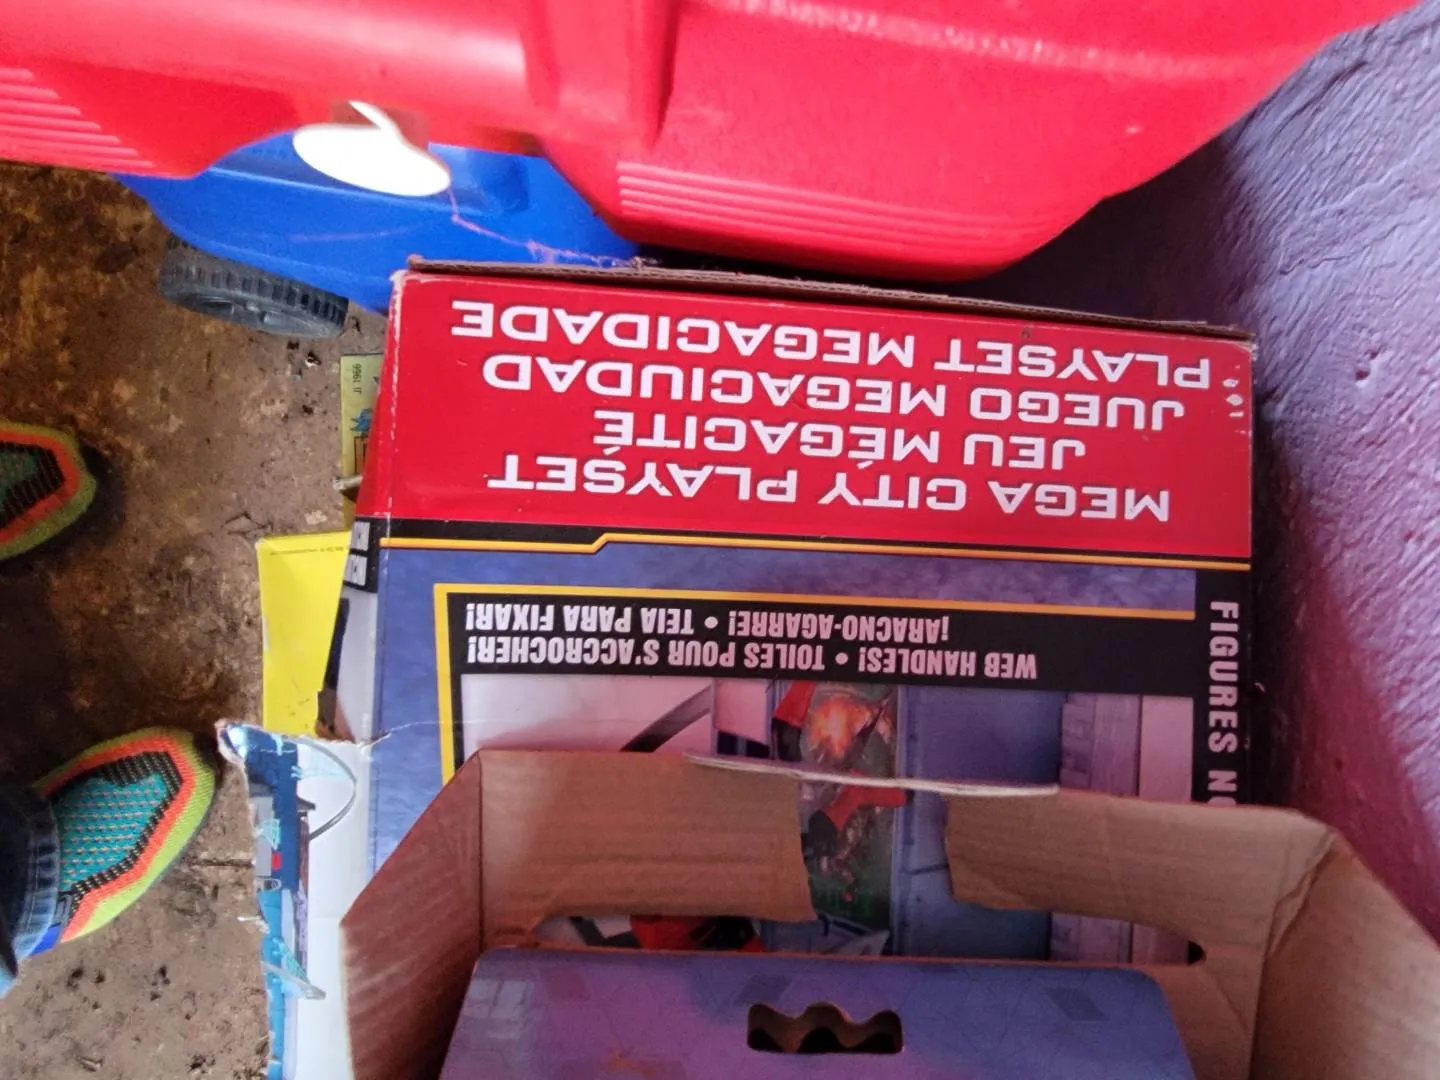 MEGA CITY PLAYSET
JEU MÉGACITÉ
JUEGO MEGACIUDAD
PLAYSET MEGACIDADE
WEB HANDLES! • TOILES POUR S'ACCROCHER!
¡ARACNO-AGARRE! • TEIA PARA FIXAR!
FIGURES